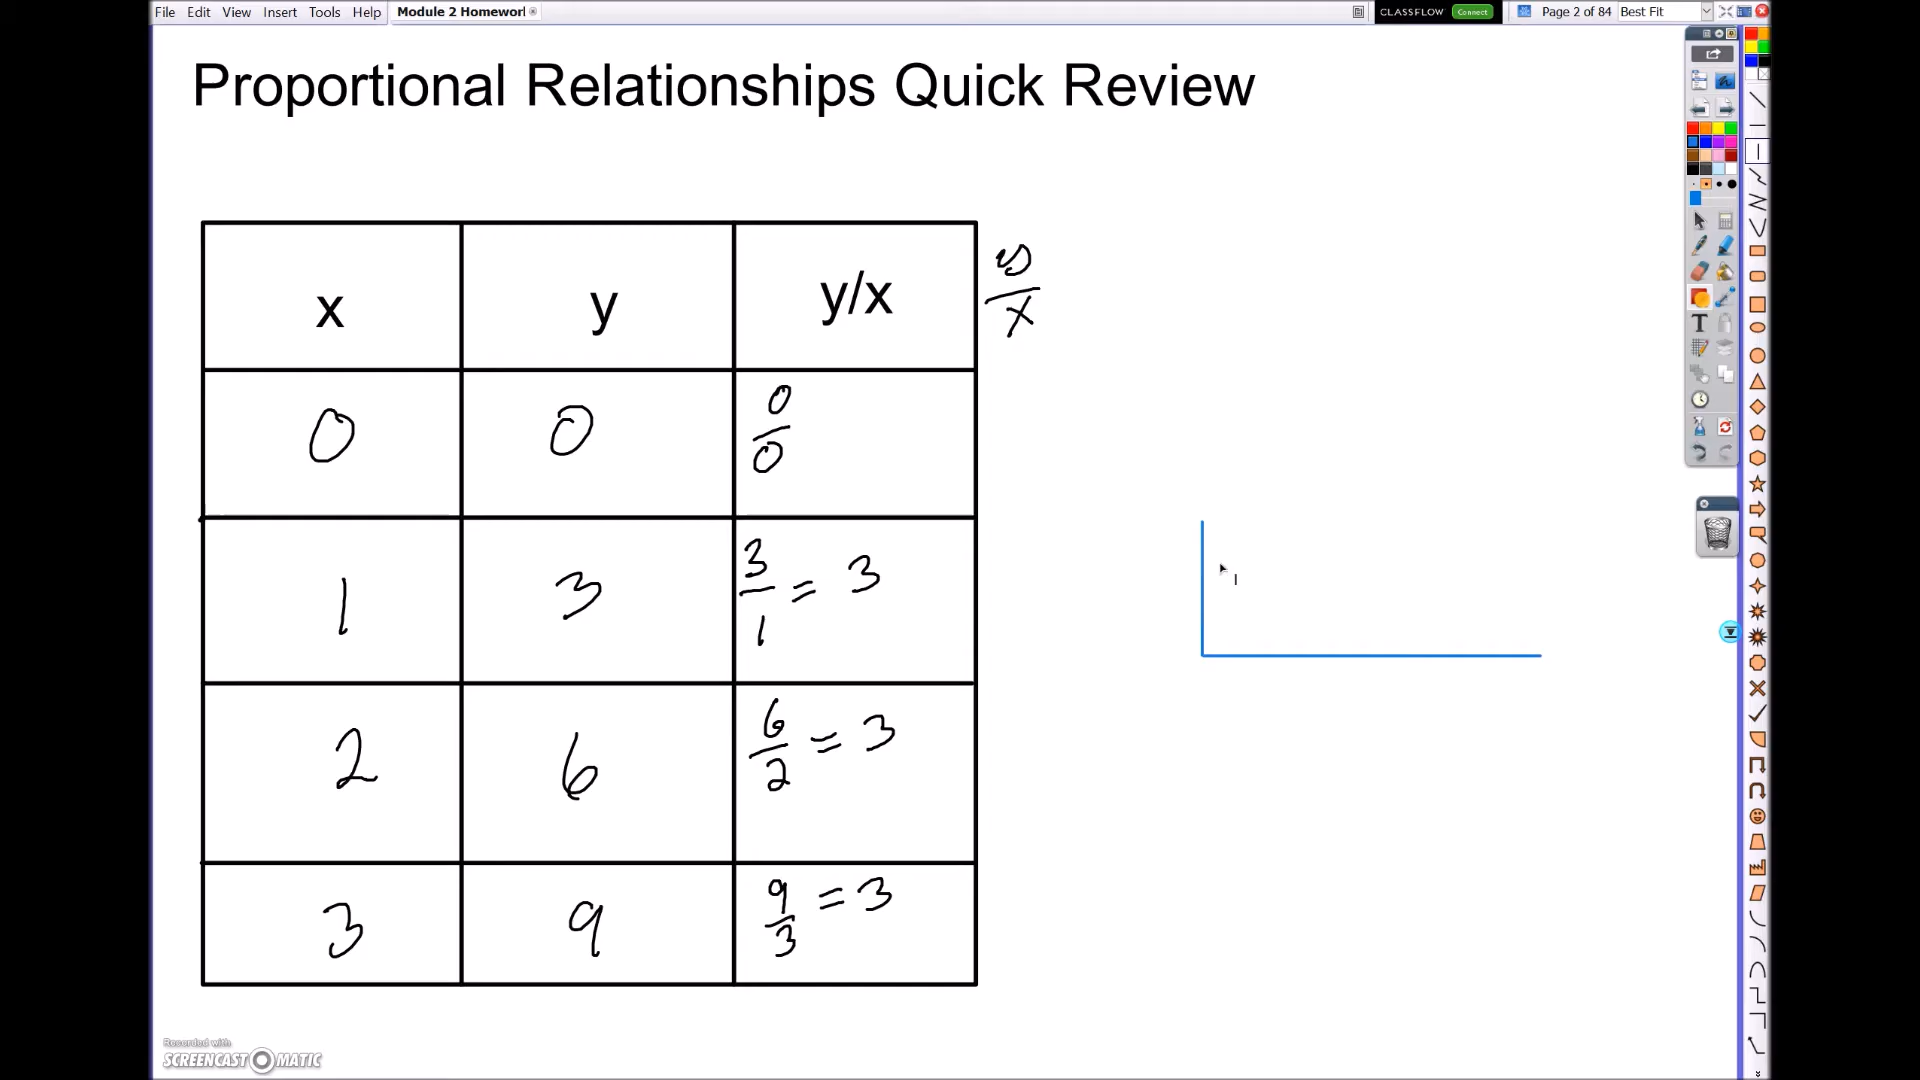 File Edit View Insert Tools Help Module 2 Homework CLASSFLOW Connect Page 2 of 84 Best Fit
Proportional Relationships Quick Review
x y y/x y/x
0 0 0/0
1 3 3/1 = 3
2 6 6/2 = 3
3 9 9/3 = 3
T
Recorded with
SCREENCAST MATIC